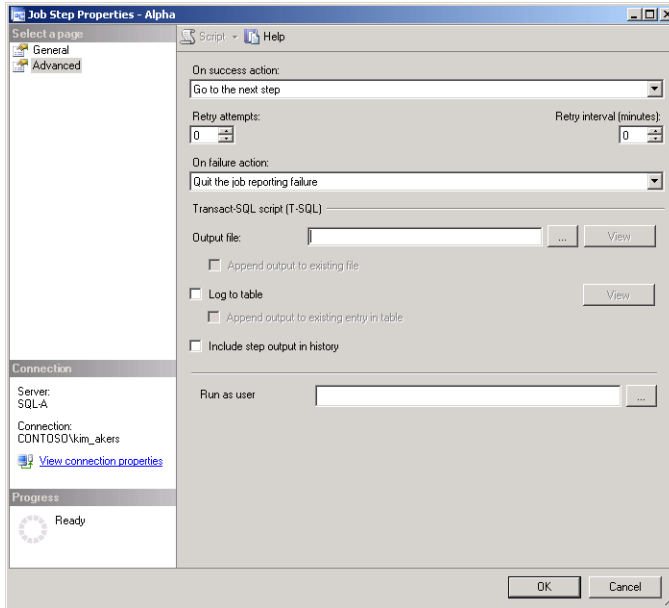 Job Step Properties - Alpha
Select a page
General
Advanced
Script
Help
On success action:
Go to the next step
Retry attempts:
Retry interval (minutes):
0
0
On failure action:
Quit the job reporting failure
Transact-SQL script (T-SQL)
Output file:
...
View
Append output to existing file
Log to table
View
Append output to existing entry in table
Include step output in history
Run as user
...
Connection
Server:
SQL-A
Connection:
CONTOSO\kim_akers
View connection properties
Progress
Ready
OK
Cancel